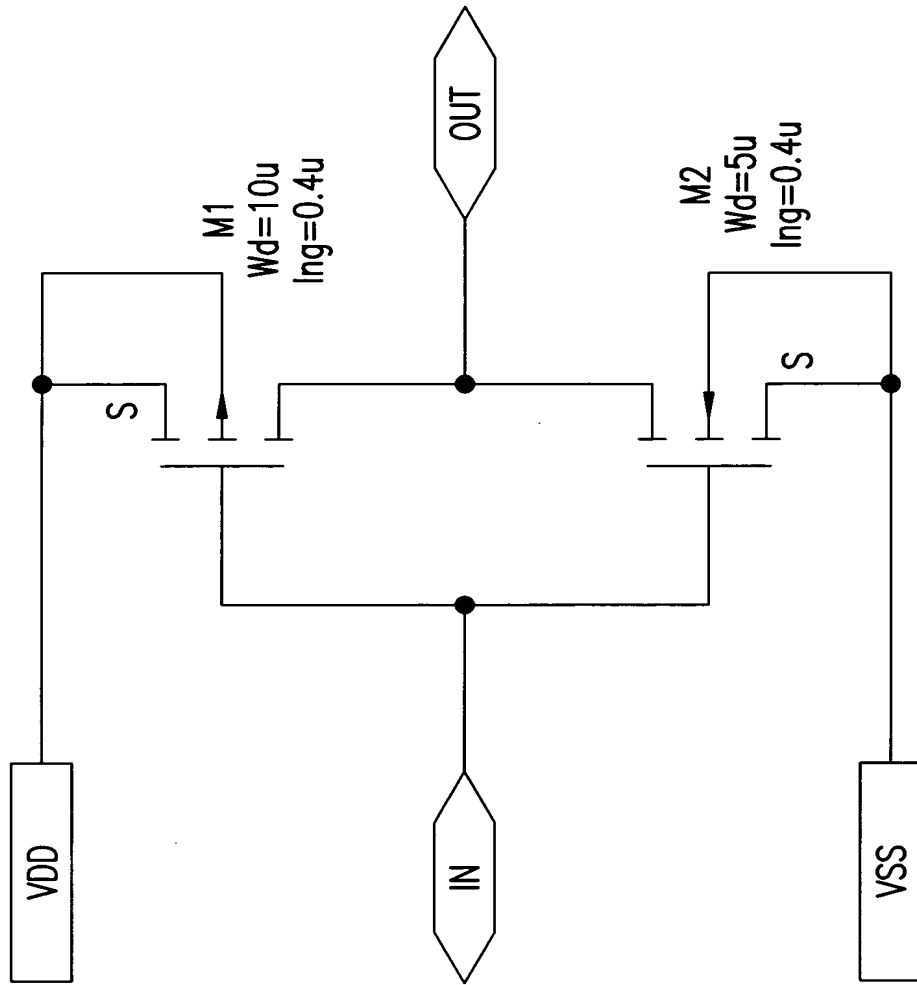 VDD
S
M1
Wd=10u
lng=0.4u
IN
OUT
M2
Wd=5u
lng=0.4u
S
VSS